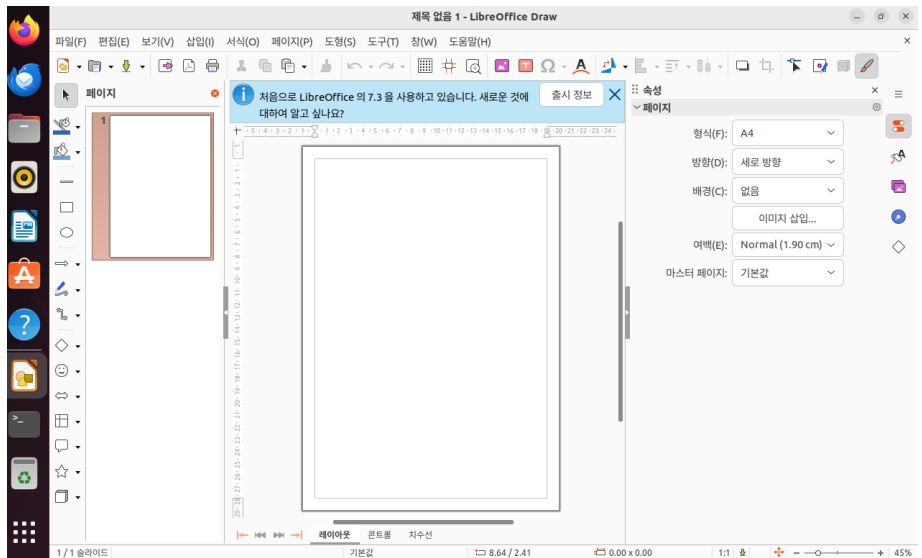 제목 없음 1 - LibreOffice Draw
파일(F) 편집(E) 보기(V) 삽입(I) 서식(O) 페이지(P) 도형(S) 도구(T) 창(W) 도움말(H)
페이지
1
처음으로 LibreOffice 의 7.3 을 사용하고 있습니다. 새로운 것에
대하여 알고 싶나요?
출시 정보
속성
페이지
형식(F): A4
방향(D): 세로 방향
배경(C): 없음
이미지 삽입...
여백(E): Normal (1.90 cm)
마스터 페이지: 기본값
레이아웃 콘트롤 치수선
1 / 1 슬라이드 기본값 8.64 / 2.41 0.00 x 0.00 1:1 45%